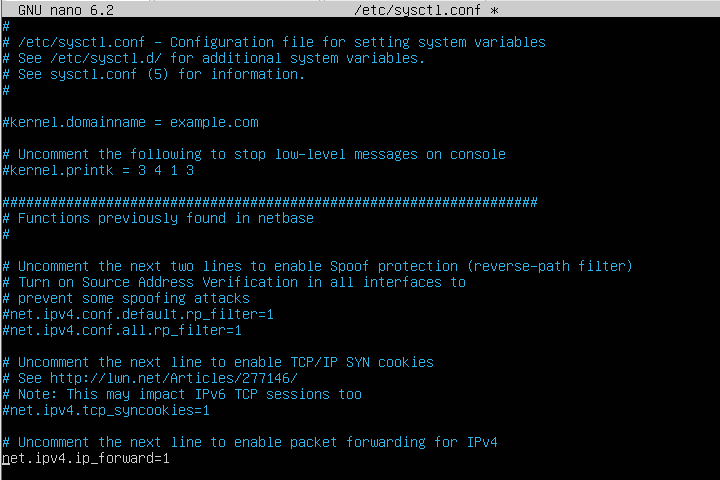 GNU nano 6.2 /etc/sysctl.conf *
#
# /etc/sysctl.conf - Configuration file for setting system variables
# See /etc/sysctl.d/ for additional system variables.
# See sysctl.conf (5) for information.
#
#kernel.domainname = example.com
# Uncomment the following to stop low-level messages on console
#kernel.printk = 3 4 1 3
###################################################################
# Functions previously found in netbase
#
# Uncomment the next two lines to enable Spoof protection (reverse-path filter)
# Turn on Source Address Verification in all interfaces to
# prevent some spoofing attacks
#net.ipv4.conf.default.rp_filter=1
#net.ipv4.conf.all.rp_filter=1
# Uncomment the next line to enable TCP/IP SYN cookies
# See http://lwn.net/Articles/277146/
# Note: This may impact IPv6 TCP sessions too
#net.ipv4.tcp_syncookies=1
# Uncomment the next line to enable packet forwarding for IPv4
net.ipv4.ip_forward=1